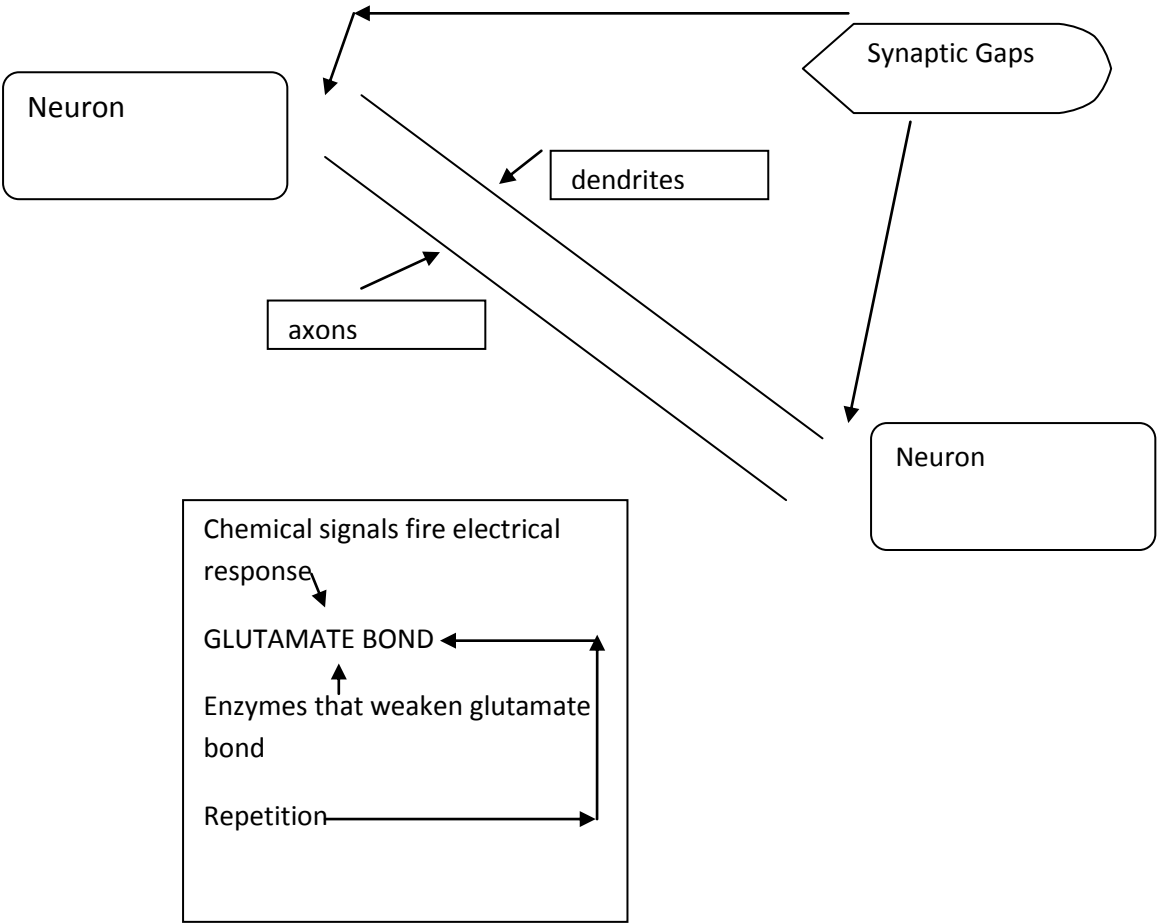 Synaptic Gaps
Neuron
dendrites
axons
Neuron
Chemical signals fire electrical
response
GLUTAMATE BOND
Enzymes that weaken glutamate
bond
Repetition